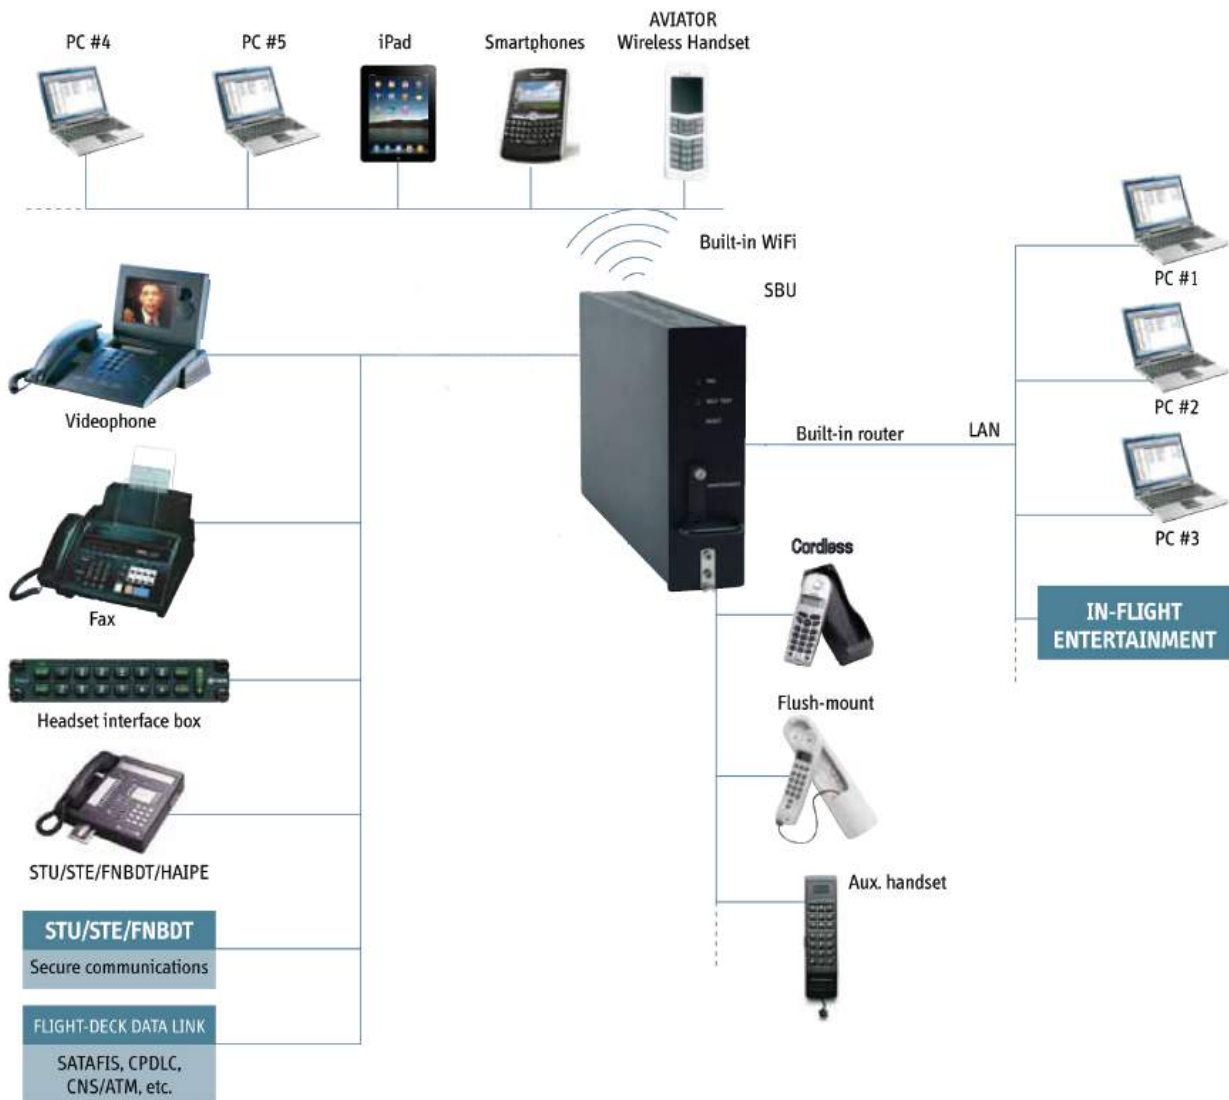 PC #4
PC #5
iPad
Smartphones
AVIATOR
Wireless Handset
Built-in WiFi
SBU
PC #1
PC #2
PC #3
Built-in router
LAN
IN-FLIGHT
ENTERTAINMENT
Videophone
Fax
Headset interface box
STU/STE/FNBDT/HAIPE
STU/STE/FNBDT
Secure communications
FLIGHT-DECK DATA LINK
SATAFIS, CPDLC,
CNS/ATM, etc.
Cordless
Flush-mount
Aux. handset